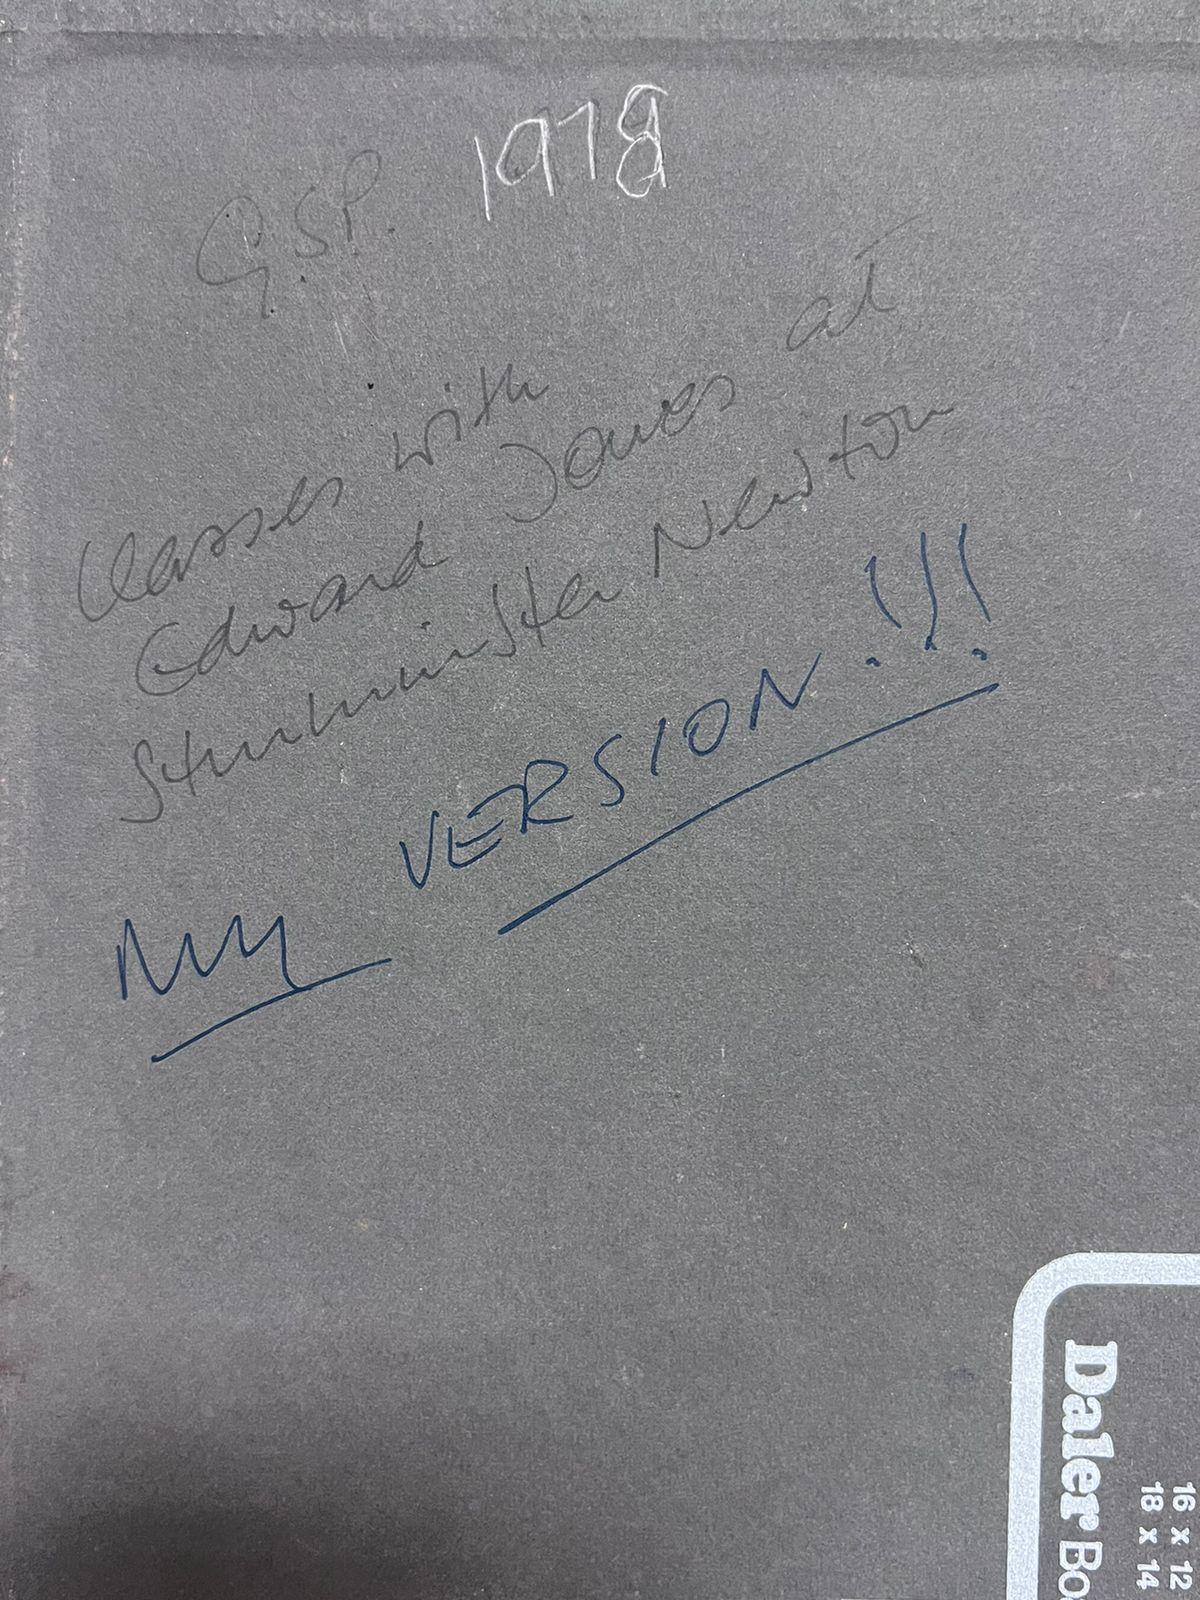 1978
G.S.P.
Classes with
Edward Jones at
Sturminster Newton
MY VERSION!!!
Daler Bo
16 x 12
18 x 14